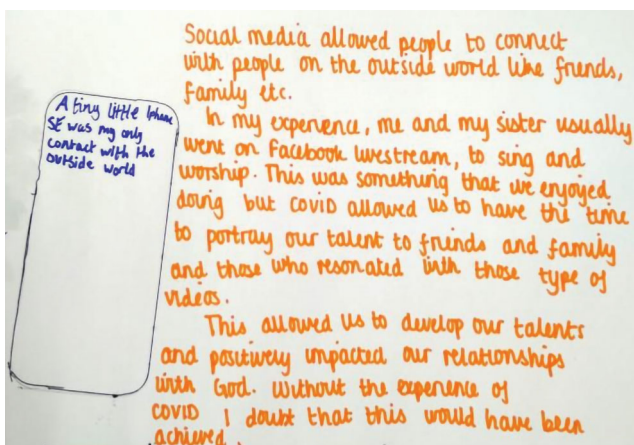 A tiny little Iphone
SE was my only
contact with the
outside world
Social media allowed people to connect
with people on the outside world like friends,
family etc.
In my experience, me and my sister usually
went on Facebook livestream, to sing and
worship. This was something that we enjoyed
doing but COVID allowed us to have the time
to portray our talent to friends and family
and those who resonated with those type of
videos.
This allowed us to develop our talents
and positively impacted our relationships
with God. Without the experience of
COVID I doubt that this would have been
achieved.